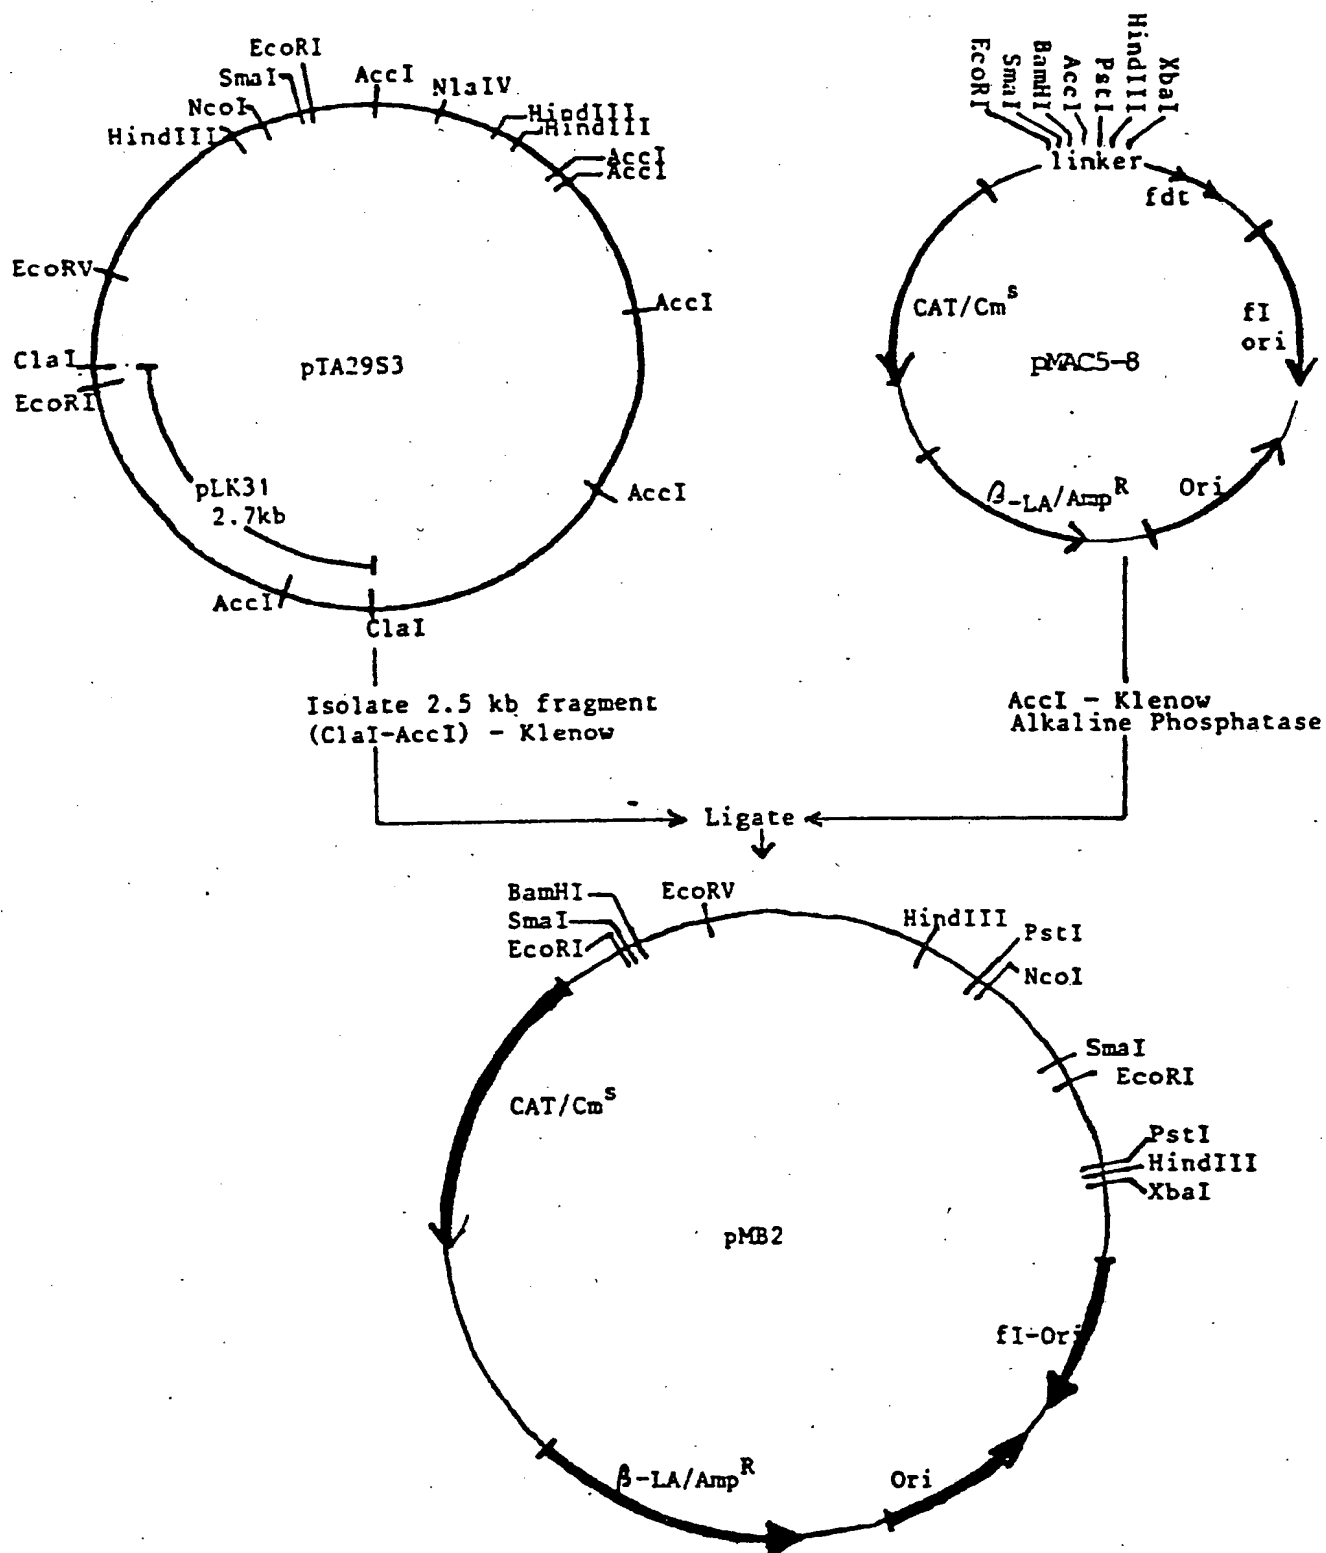 EcoRI
SmaI
AccI
NlaIV
NcoI
HindIII
HindIII
HindIII
AccI
AccI
EcoRV
AccI
ClaI
pTA29S3
EcoRI
pLK31
2.7kb
AccI
AccI
ClaI
EcoRI
SmaI
BamHI
AccI
PstI
HindIII
XbaI
linker
fdt
CAT/Cm^S
fI
ori
pMAC5-8
β-LA/Amp^R
Ori
Isolate 2.5 kb fragment
(ClaI-AccI) - Klenow
AccI - Klenow
Alkaline Phosphatase
Ligate
BamHI
EcoRV
SmaI
HindIII
EcoRI
PstI
NcoI
SmaI
EcoRI
CAT/Cm^S
PstI
HindIII
XbaI
pMB2
fI-Ori
β-LA/Amp^R
Ori